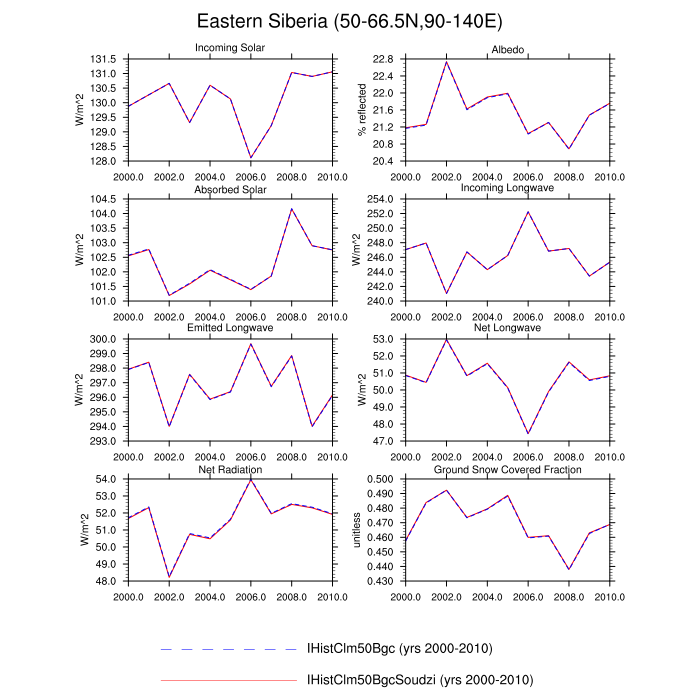 Eastern Siberia (50-66.5N,90-140E)
Incoming Solar
W/m^2
131.5
131.0
130.5
130.0
129.5
129.0
128.5
128.0
2000.0 2002.0 2004.0 2006.0 2008.0 2010.0
Albedo
% reflected
22.8
22.4
22.0
21.6
21.2
20.8
20.4
2000.0 2002.0 2004.0 2006.0 2008.0 2010.0
Absorbed Solar
W/m^2
104.5
104.0
103.5
103.0
102.5
102.0
101.5
101.0
2000.0 2002.0 2004.0 2006.0 2008.0 2010.0
Incoming Longwave
W/m^2
254.0
252.0
250.0
248.0
246.0
244.0
242.0
240.0
2000.0 2002.0 2004.0 2006.0 2008.0 2010.0
Emitted Longwave
W/m^2
300.0
299.0
298.0
297.0
296.0
295.0
294.0
293.0
2000.0 2002.0 2004.0 2006.0 2008.0 2010.0
Net Longwave
W/m^2
53.0
52.0
51.0
50.0
49.0
48.0
47.0
2000.0 2002.0 2004.0 2006.0 2008.0 2010.0
Net Radiation
W/m^2
54.0
53.0
52.0
51.0
50.0
49.0
48.0
2000.0 2002.0 2004.0 2006.0 2008.0 2010.0
Ground Snow Covered Fraction
unitless
0.500
0.490
0.480
0.470
0.460
0.450
0.440
0.430
2000.0 2002.0 2004.0 2006.0 2008.0 2010.0
IHistClm50Bgc (yrs 2000-2010)
IHistClm50BgcSoudzi (yrs 2000-2010)